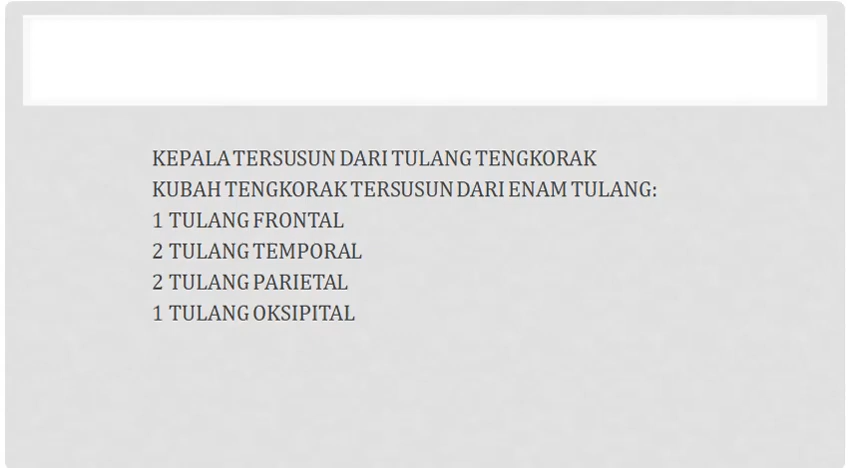 KEPALA TERSUSUN DARI TULANG TENGKORAK
KUBAH TENGKORAK TERSUSUN DARI ENAM TULANG:
1 TULANG FRONTAL
2 TULANG TEMPORAL
2 TULANG PARIETAL
1 TULANG OKSIPITAL